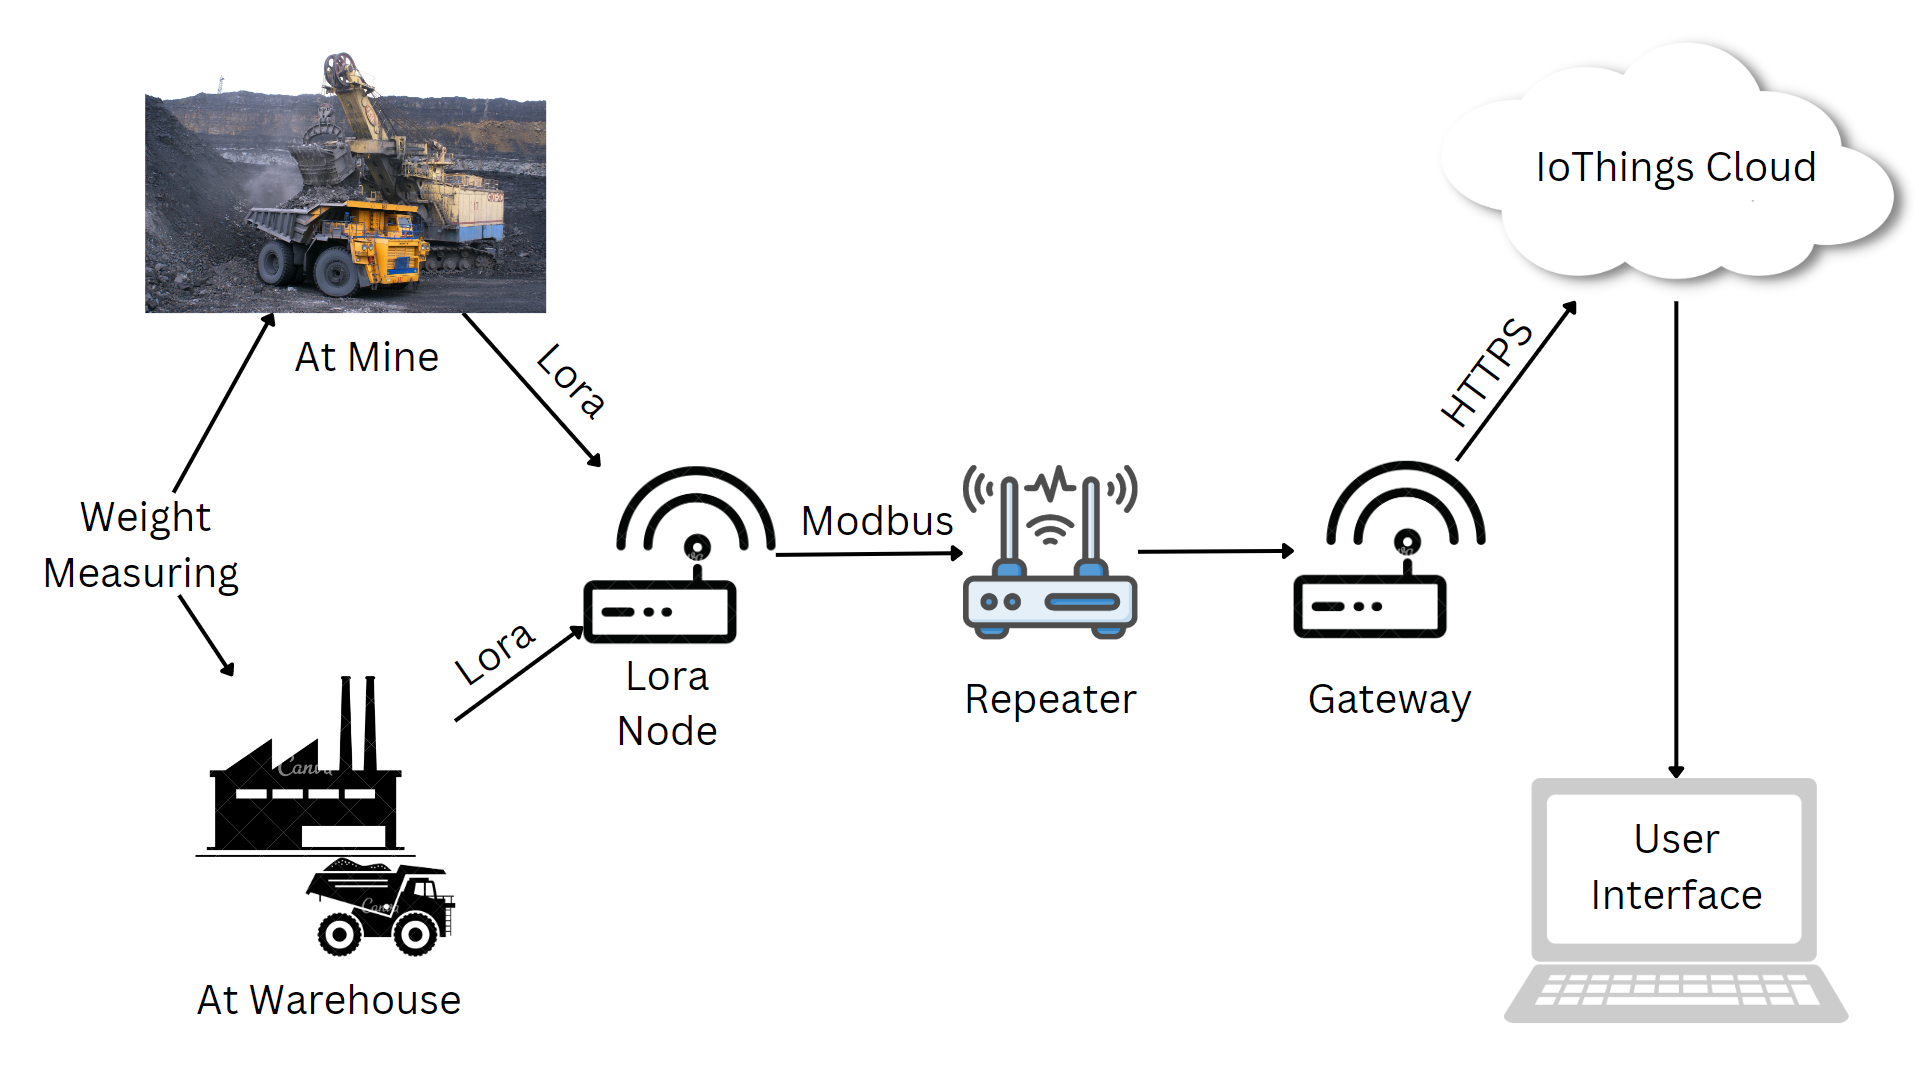 IoThings Cloud
At Mine
Lora
HTTPS
Weight
Measuring
Modbus
Lora
Lora
Node
Repeater
Gateway
Canva
User
Interface
Canva
At Warehouse